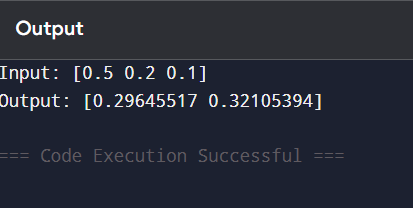 Output
Input: [0.5 0.2 0.1]
Output: [0.29645517 0.32105394]
=== Code Execution Successful ===